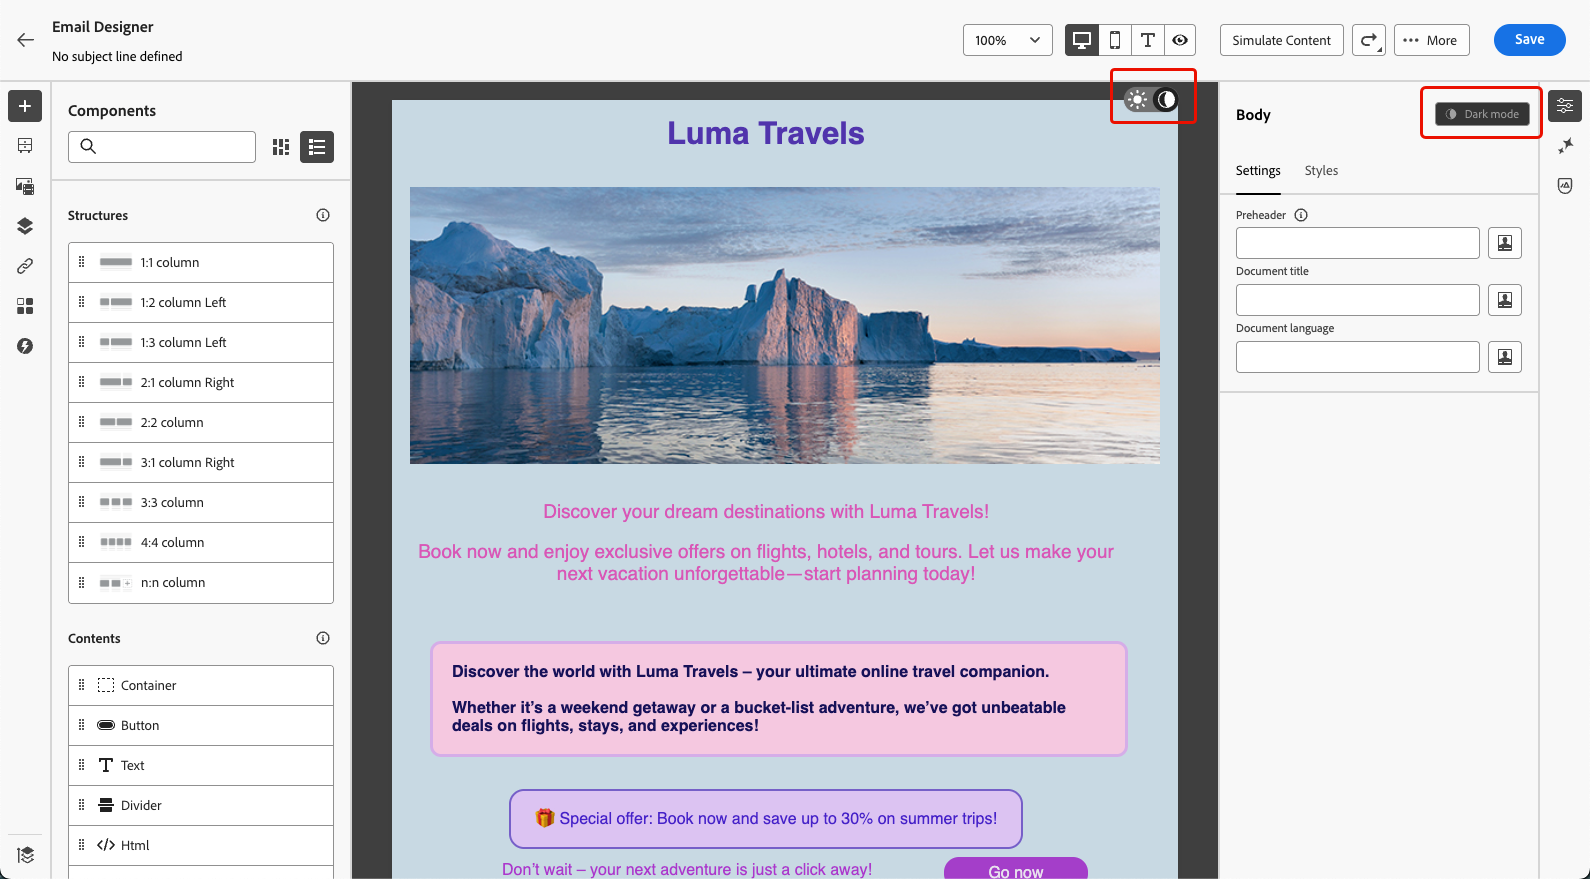 Email Designer
No subject line defined
100%
Simulate Content
More
Save
Components
Structures
1:1 column
1:2 column Left
1:3 column Left
2:1 column Right
2:2 column
3:1 column Right
3:3 column
4:4 column
n:n column
Contents
Container
Button
Text
Divider
Html
Luma Travels
Discover your dream destinations with Luma Travels!
Book now and enjoy exclusive offers on flights, hotels, and tours. Let us make your
next vacation unforgettable—start planning today!
Discover the world with Luma Travels – your ultimate online travel companion.
Whether it’s a weekend getaway or a bucket-list adventure, we’ve got unbeatable
deals on flights, stays, and experiences!
🎁 Special offer: Book now and save up to 30% on summer trips!
Don’t wait – your next adventure is just a click away!
Go now
Body
Dark mode
Settings
Styles
Preheader
Document title
Document language